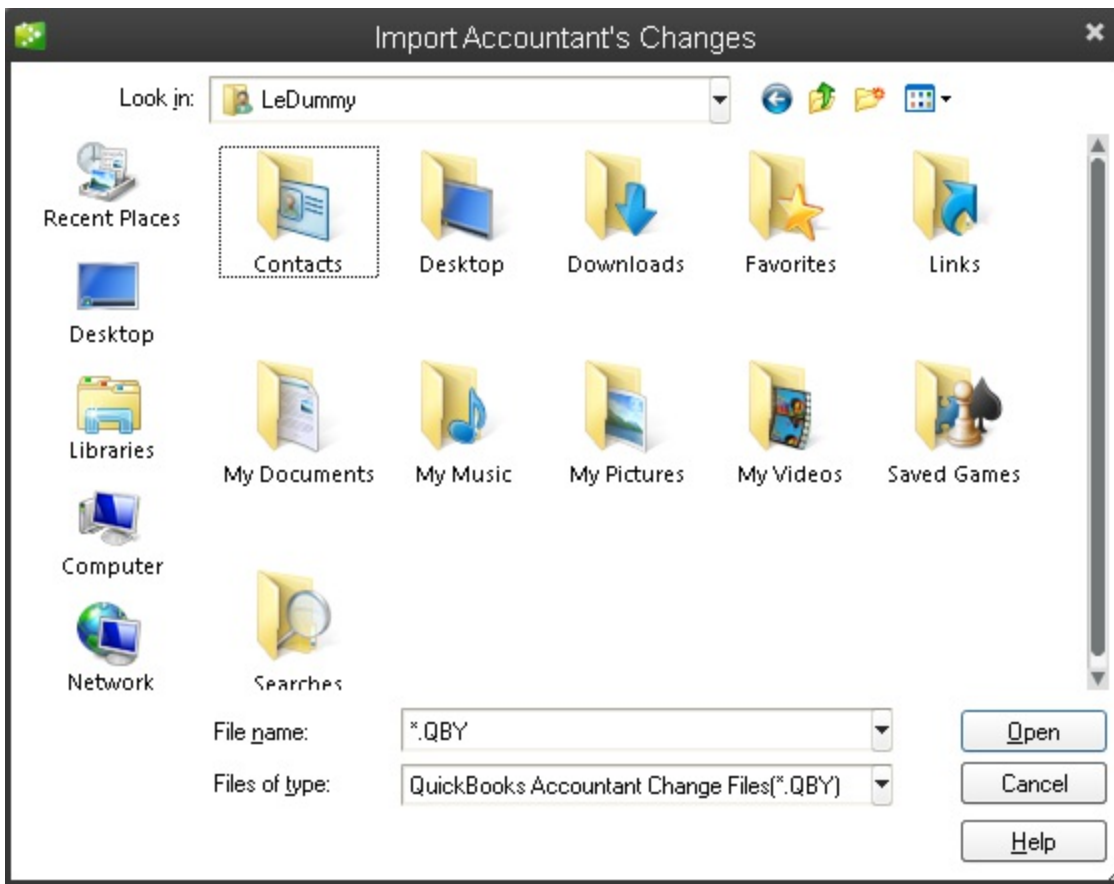 Import Accountant's Changes
Look in:
LeDummy
Recent Places
Desktop
Libraries
Computer
Network
Contacts
Desktop
Downloads
Favorites
Links
My Documents
My Music
My Pictures
My Videos
Saved Games
Searches
File name:
*.QBY
Open
Files of type:
QuickBooks Accountant Change Files(*.QBY)
Cancel
Help